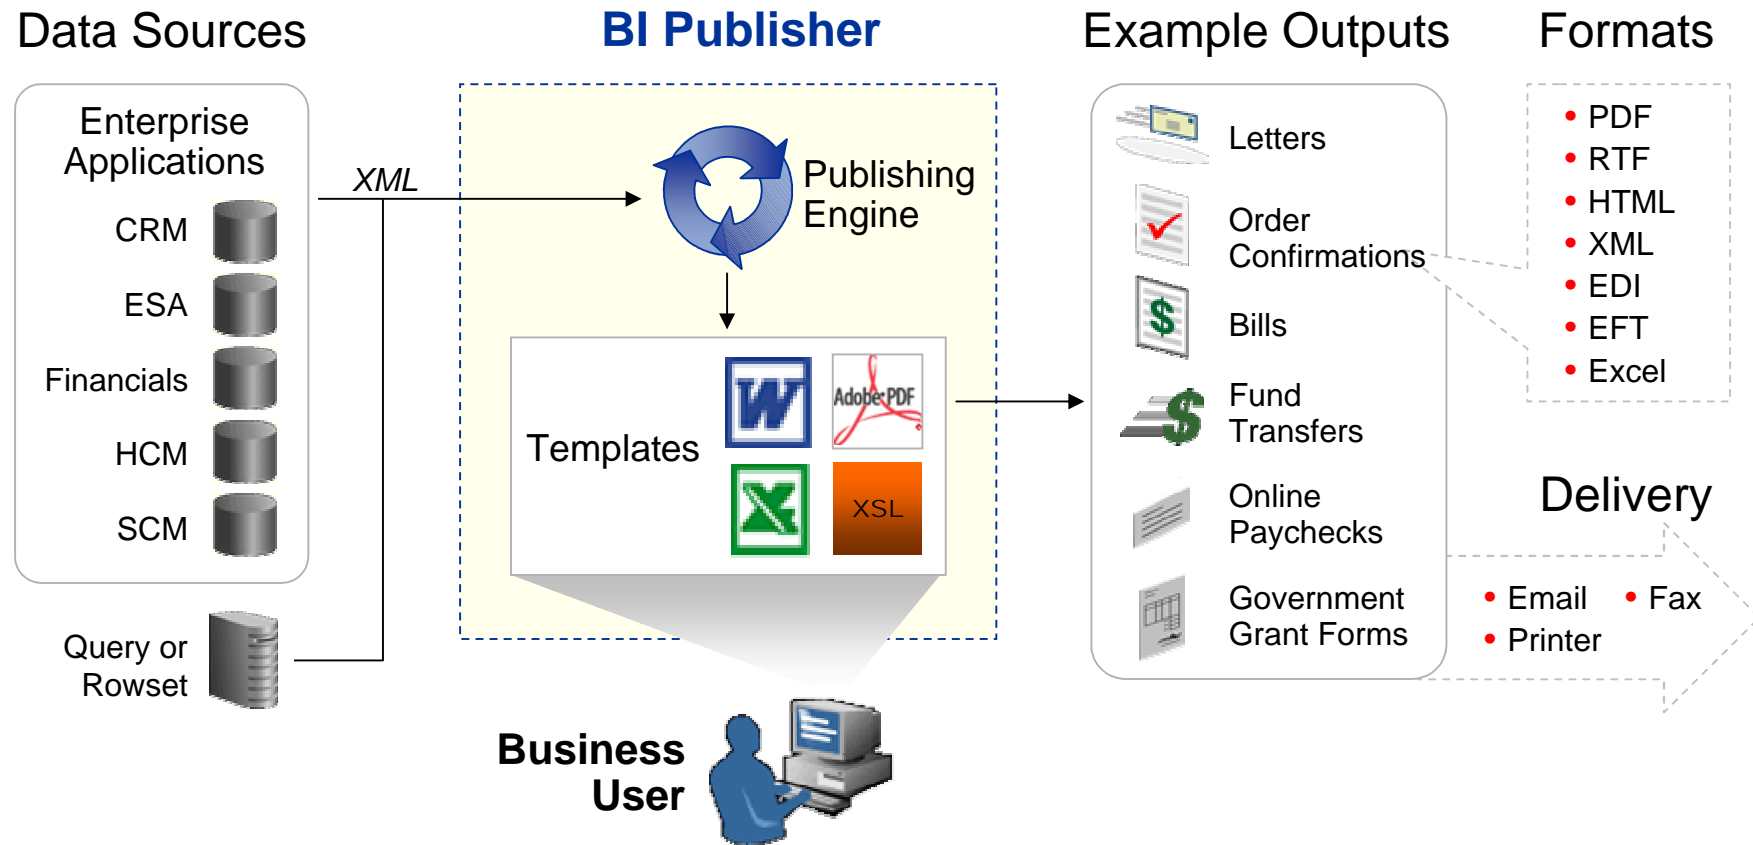 Data Sources
BI Publisher
Example Outputs
Formats
Enterprise
Applications
CRM
ESA
Financials
HCM
SCM
Query or
Rowset
XML
Publishing
Engine
Templates
W
Adobe PDF
X
XSL
Business
User
Letters
Order
Confirmations
$
Bills
$
Fund
Transfers
Online
Paychecks
Government
Grant Forms
• PDF
• RTF
• HTML
• XML
• EDI
• EFT
• Excel
Delivery
• Email • Fax
• Printer